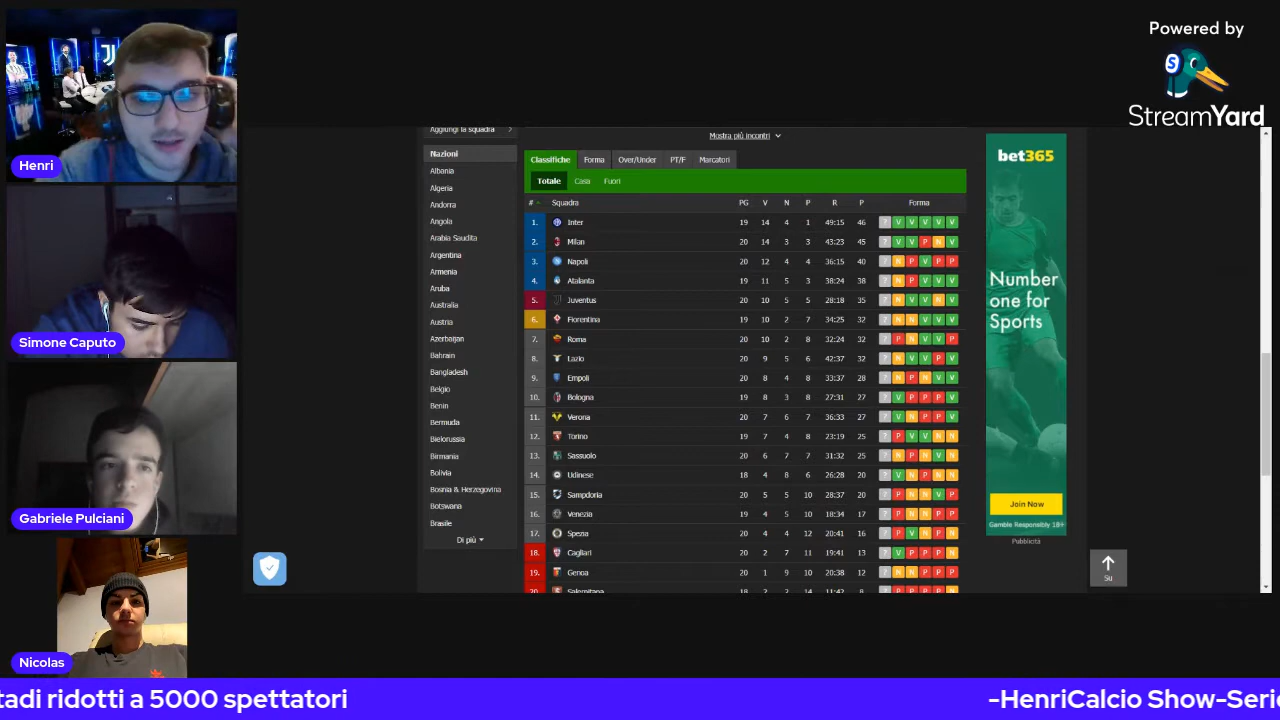 Powered by
StreamYard
Henri
Simone Caputo
Gabriele Pulciani
Nicolas
Aggiungi la squadra
Nazioni
Albania
Algeria
Andorra
Angola
Arabia Saudita
Argentina
Armenia
Aruba
Australia
Austria
Azerbaijan
Bahrain
Bangladesh
Belgio
Benin
Bermuda
Bielorussia
Birmania
Bolivia
Bosnia & Herzegovina
Botswana
Brasile
Di più
Mostra più incontri
Classifiche Forma Over/Under PT/F Marcatori
Totale Casa Fuori
# Squadra PG V N P R P Forma
1. Inter 19 14 4 1 49:15 46 ? V V V V V
2. Milan 20 14 3 3 43:23 45 ? V V P N V
3. Napoli 20 12 4 4 36:15 40 ? N P V P P
4. Atalanta 19 11 5 3 38:24 38 ? N P V V V
5. Juventus 20 10 5 5 28:18 35 ? N V V N V
6. Fiorentina 19 10 2 7 34:25 32 ? N N V V V
7. Roma 20 10 2 8 32:24 32 ? P N V V P
8. Lazio 20 9 5 6 42:37 32 ? N V V P V
9. Empoli 20 8 4 8 33:37 28 ? N P N V V
10. Bologna 19 8 3 8 27:31 27 ? V P P P V
11. Verona 20 7 6 7 36:33 27 ? V N P P V
12. Torino 19 7 4 8 23:19 25 ? P V V N N
13. Sassuolo 20 6 7 7 31:32 25 ? N P N V N
14. Udinese 18 4 8 6 26:28 20 ? V N P N N
15. Sampdoria 20 5 5 10 28:37 20 ? P N N V P
16. Venezia 19 4 5 10 18:34 17 ? P N N P P
17. Spezia 20 4 4 12 20:41 16 ? P V N P N
18. Cagliari 20 2 7 11 19:41 13 ? V P P P N
19. Genoa 20 1 9 10 20:38 12 ? N N P P P
20. Salernitana 18 2 2 14 11:42 8 ? P P P P N
bet365
Number
one for
Sports
Join Now
Gamble Responsibly 18+
Pubblicità
Su
tadi ridotti a 5000 spettatori
-HenriCalcio Show-Serie